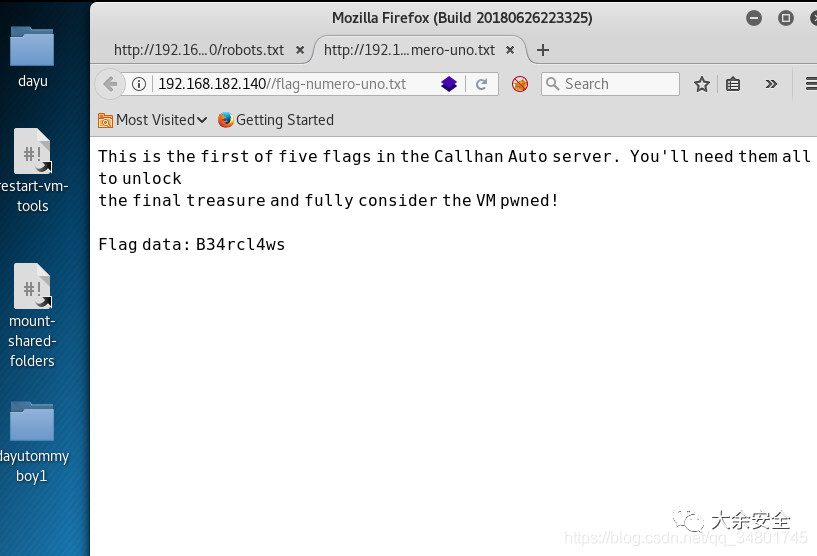 Mozilla Firefox (Build 20180626223325)
http://192.16...0/robots.txt
http://192.1...mero-uno.txt
192.168.182.140//flag-numero-uno.txt
Search
Most Visited
Getting Started
This is the first of five flags in the Callhan Auto server. You'll need them all
to unlock
the final treasure and fully consider the VM pwned!
Flag data: B34rcl4ws
dayu
#!
restart-vm-
tools
#!
mount-
shared-
folders
dayutommy
boy1
大余安全
https://blog.csdn.net/qq_34801745